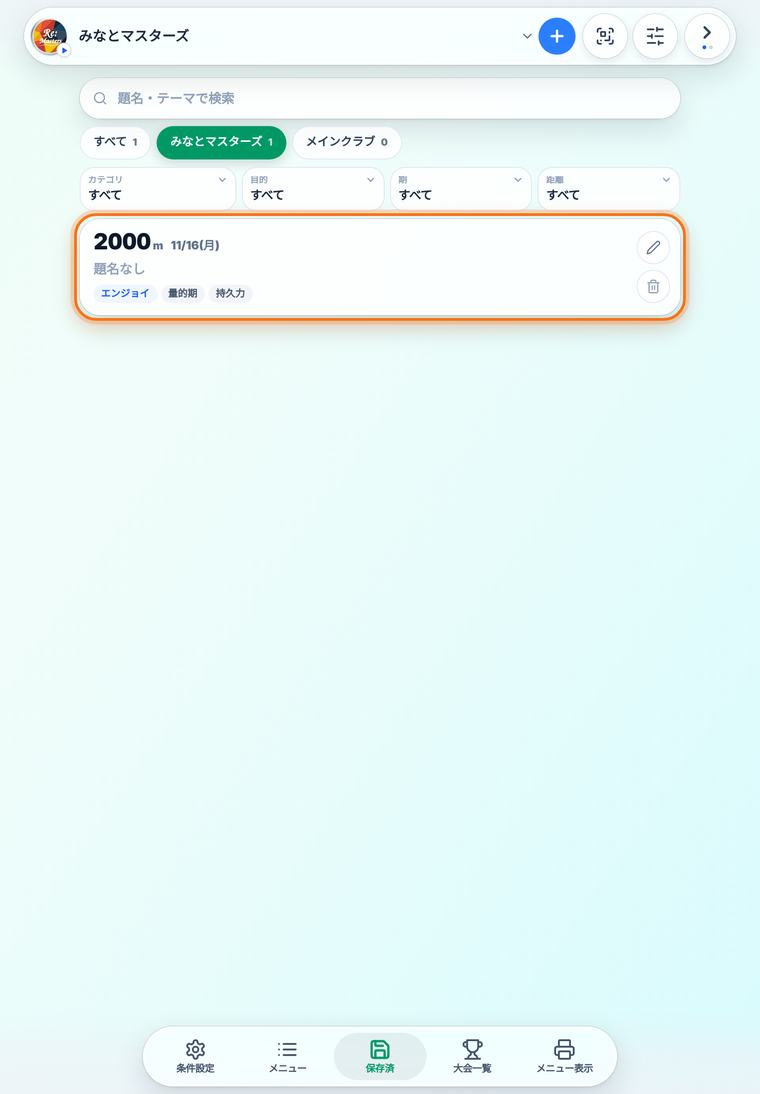 Re:
Masters
みなとマスターズ
題名・テーマで検索
すべて 1
みなとマスターズ 1
メインクラブ 0
カテゴリ
すべて
目的
すべて
期
すべて
距離
すべて
2000m 11/16(月)
題名なし
エンジョイ 量的期 持久力
条件設定
メニュー
保存済
大会一覧
メニュー表示